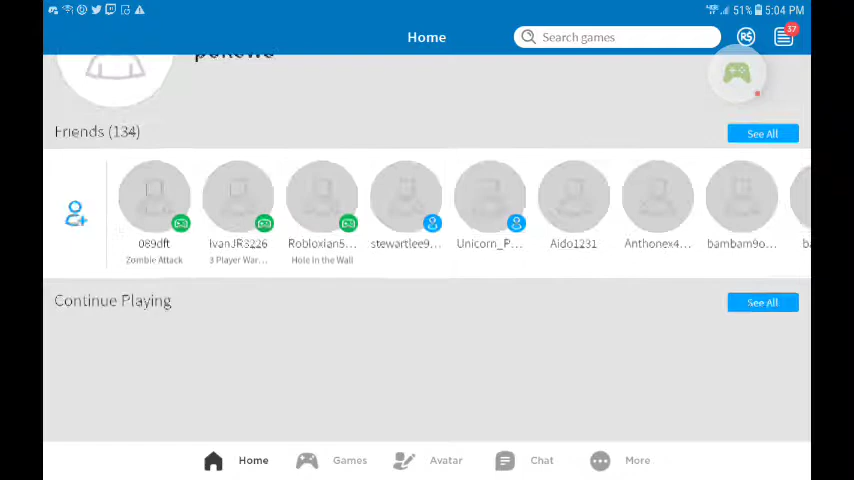 51% 5:04 PM
Home
Search games
R$
37
Friends (134)
See All
089dft
IvanJR3226
Robloxian5...
stewartlee9...
Unicorn_P...
Aido1231
Anthonex4...
bambam9o...
Zombie Attack
3 Player War...
Hole in the Wall
Continue Playing
See All
Home
Games
Avatar
Chat
More